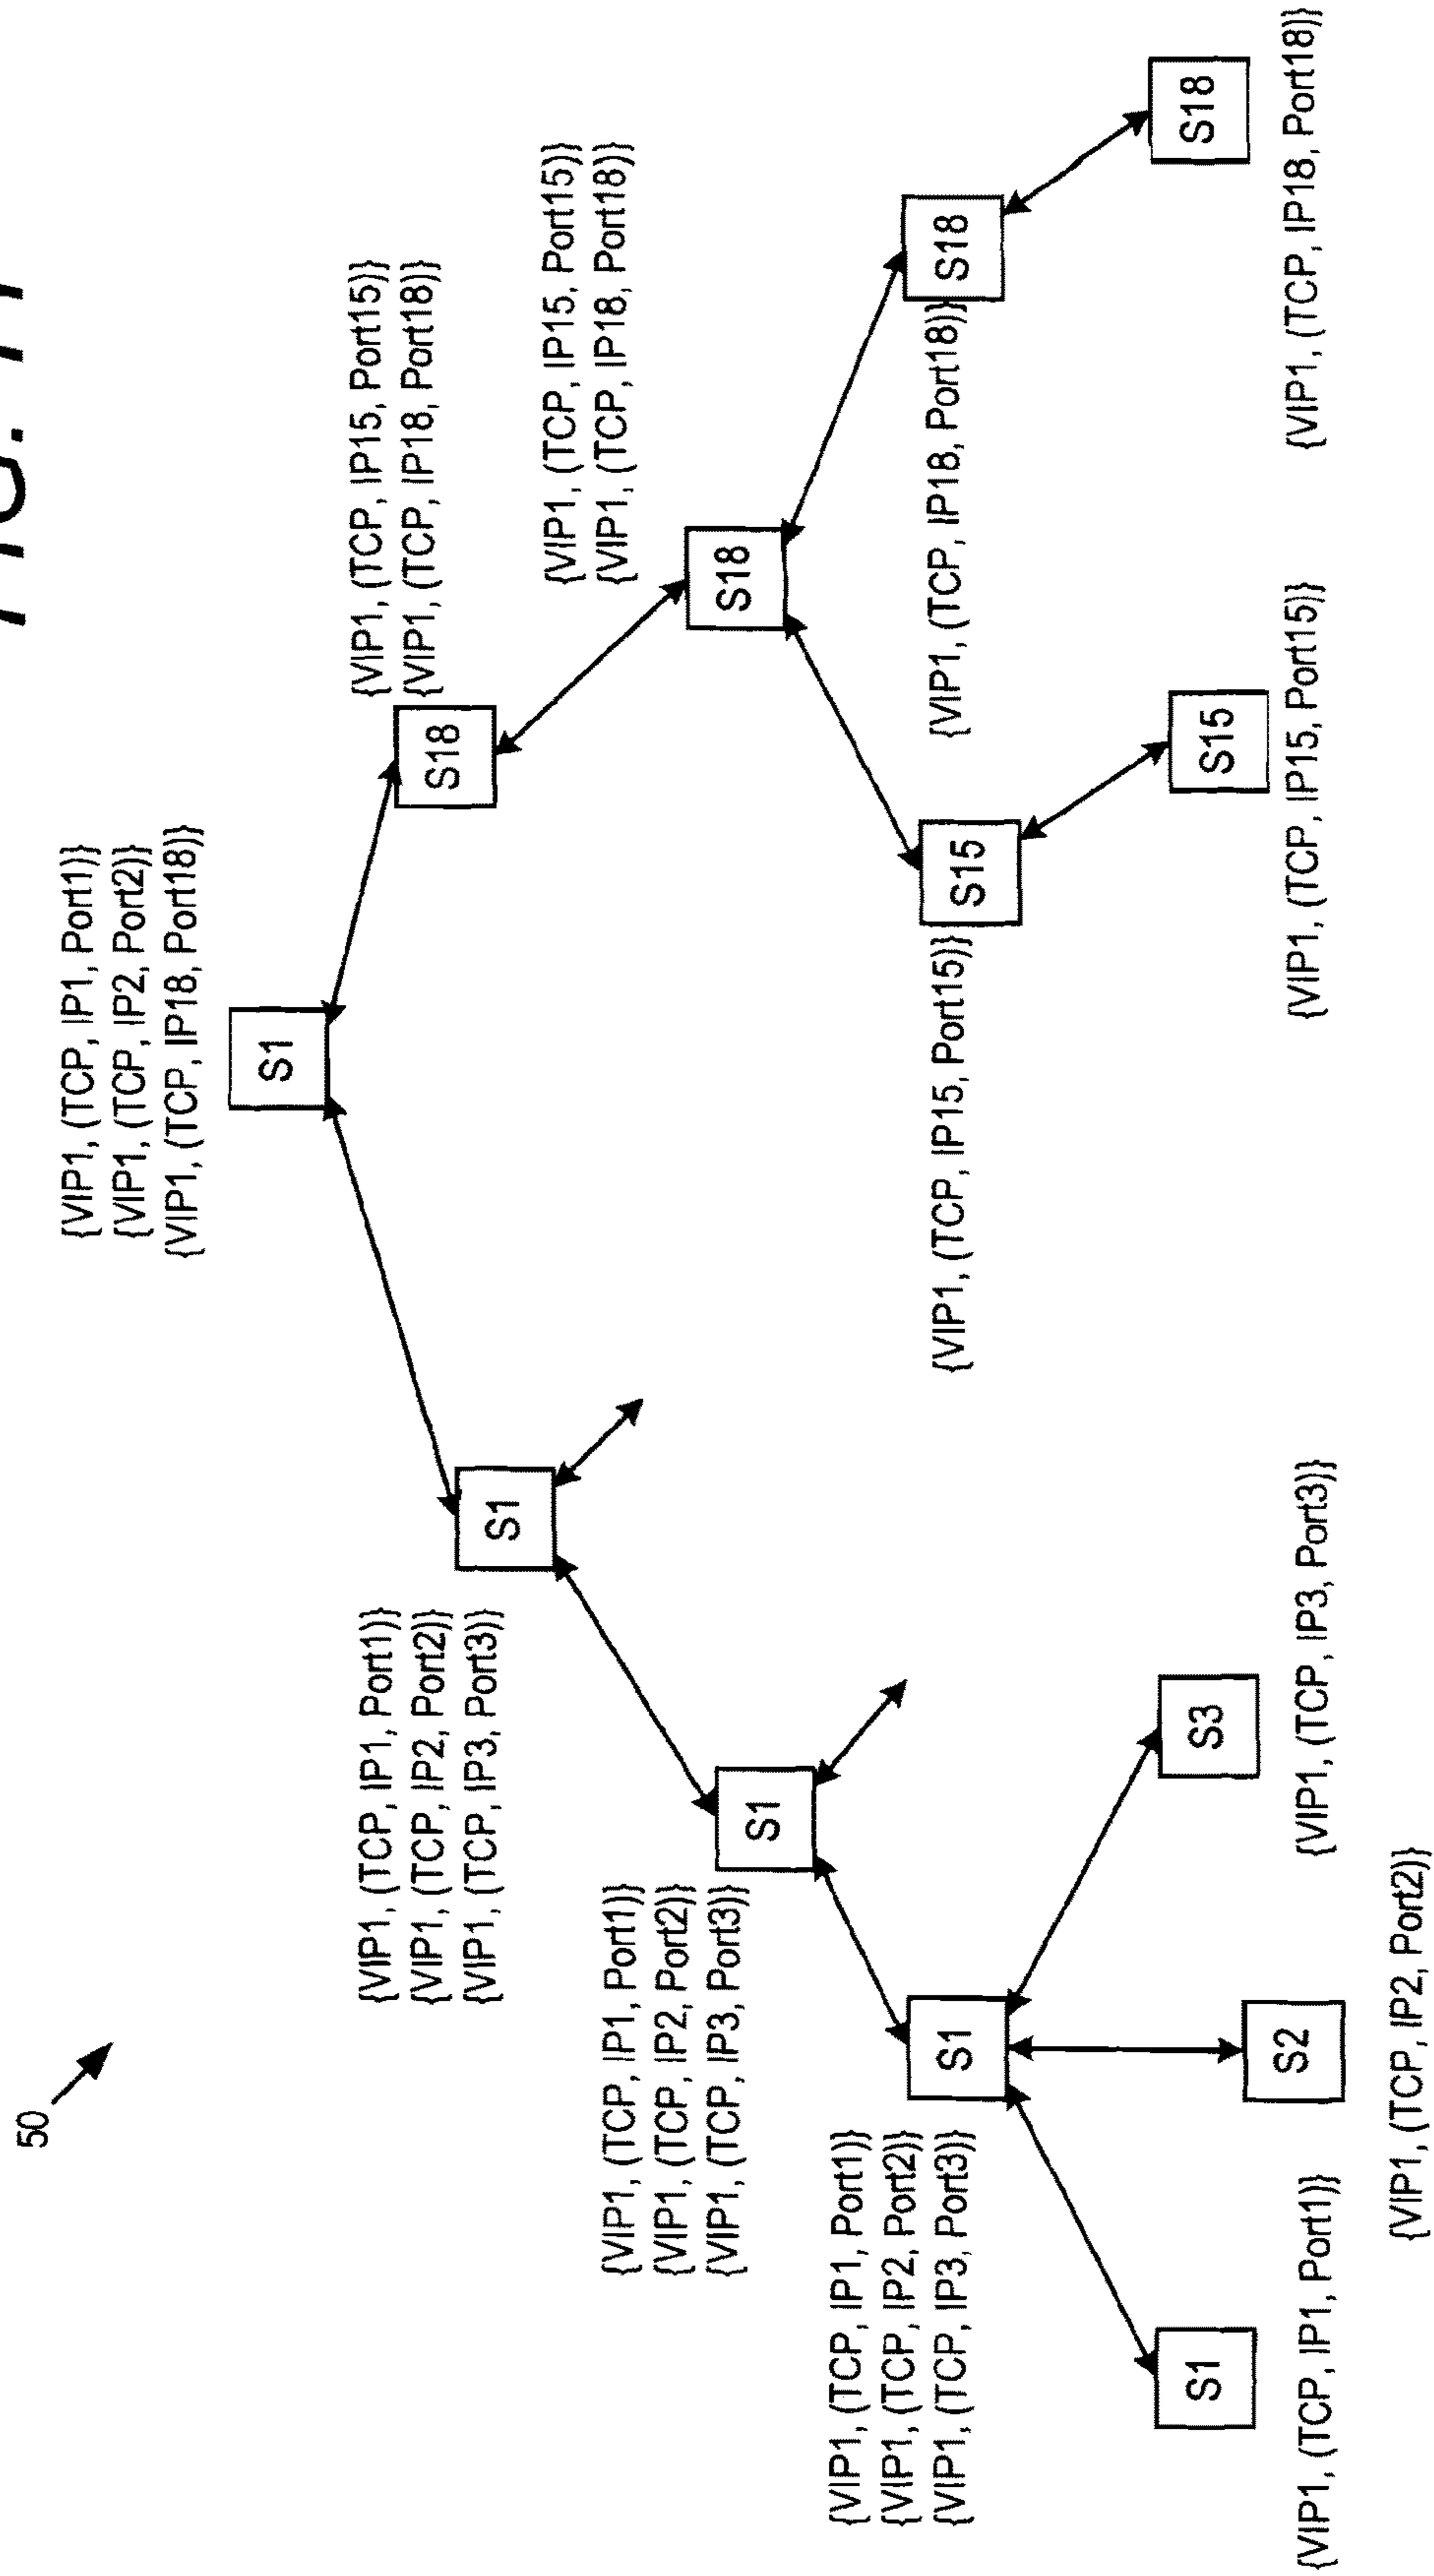 FIG. 11
50
{VIP1, (TCP, IP1, Port1)}
{VIP1, (TCP, IP2, Port2)}
{VIP1, (TCP, IP18, Port18)}
S1
{VIP1, (TCP, IP1, Port1)}
{VIP1, (TCP, IP2, Port2)}
{VIP1, (TCP, IP3, Port3)}
S1
{VIP1, (TCP, IP15, Port15)}
{VIP1, (TCP, IP18, Port18)}
S18
{VIP1, (TCP, IP1, Port1)}
{VIP1, (TCP, IP2, Port2)}
{VIP1, (TCP, IP3, Port3)}
S1
{VIP1, (TCP, IP15, Port15)}
{VIP1, (TCP, IP18, Port18)}
S18
{VIP1, (TCP, IP1, Port1)}
{VIP1, (TCP, IP2, Port2)}
{VIP1, (TCP, IP3, Port3)}
S1
{VIP1, (TCP, IP15, Port15)}
S15
{VIP1, (TCP, IP18, Port18)}
S18
S1
S2
S3
S15
S18
{VIP1, (TCP, IP1, Port1)}
{VIP1, (TCP, IP2, Port2)}
{VIP1, (TCP, IP3, Port3)}
{VIP1, (TCP, IP15, Port15)}
{VIP1, (TCP, IP18, Port18)}